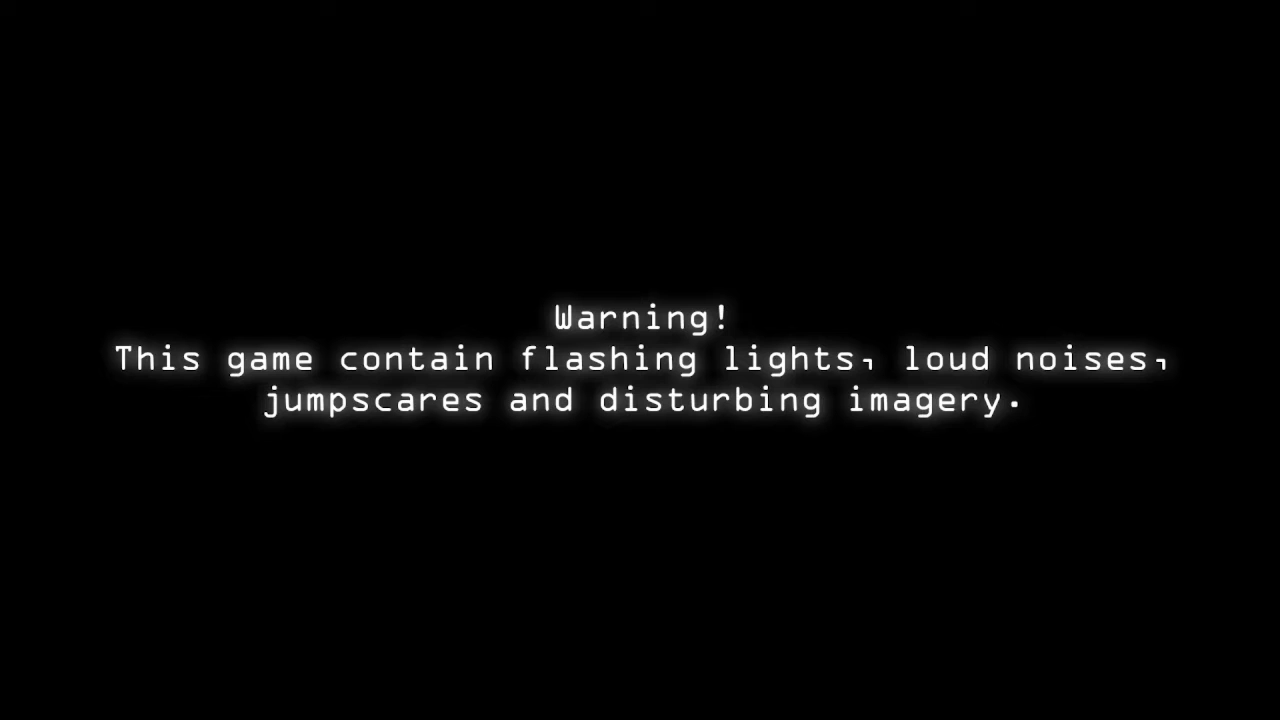 Warning!
This game contain flashing lights, loud noises,
jumpscares and disturbing imagery.